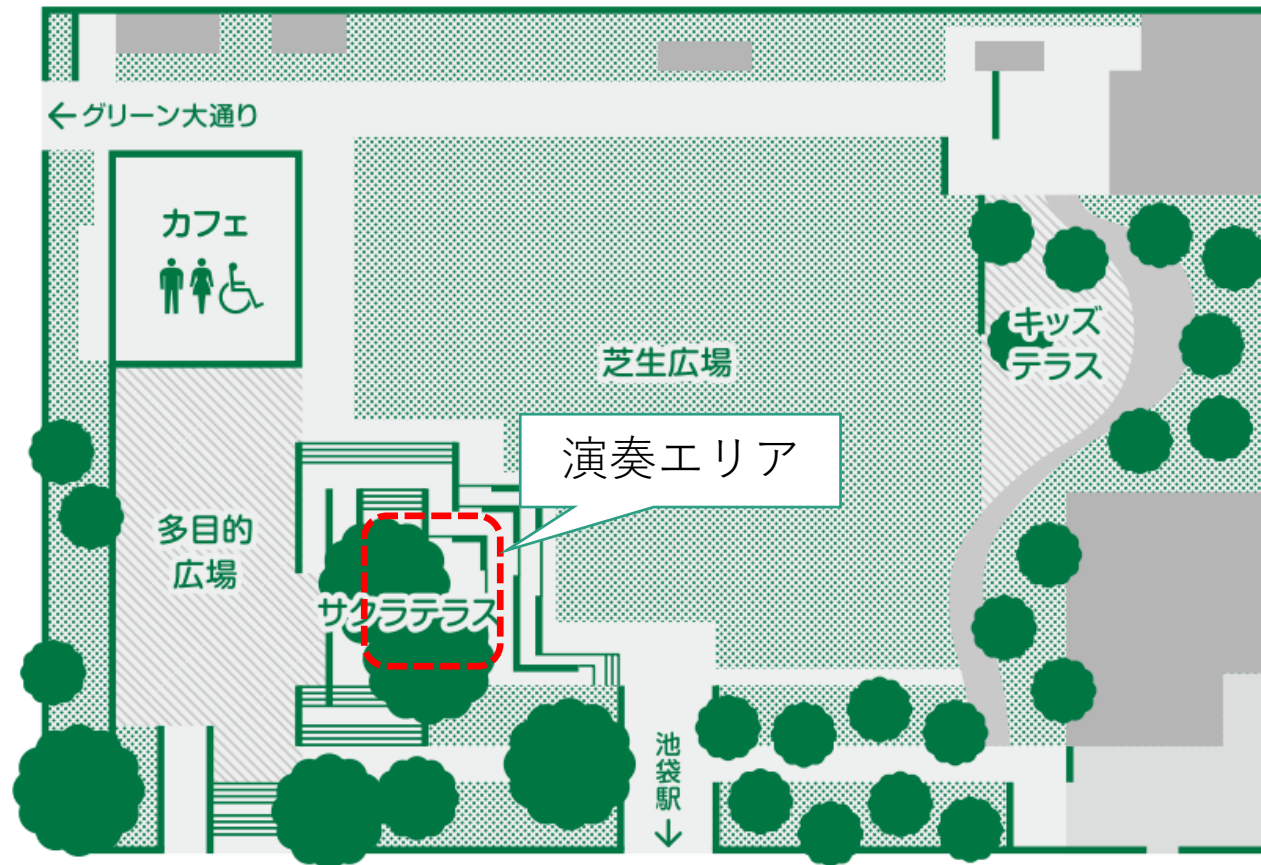 ←グリーン大通り
カフェ
芝生広場
キッズ
テラス
演奏エリア
多目的
広場
サクラテラス
池袋駅
↓